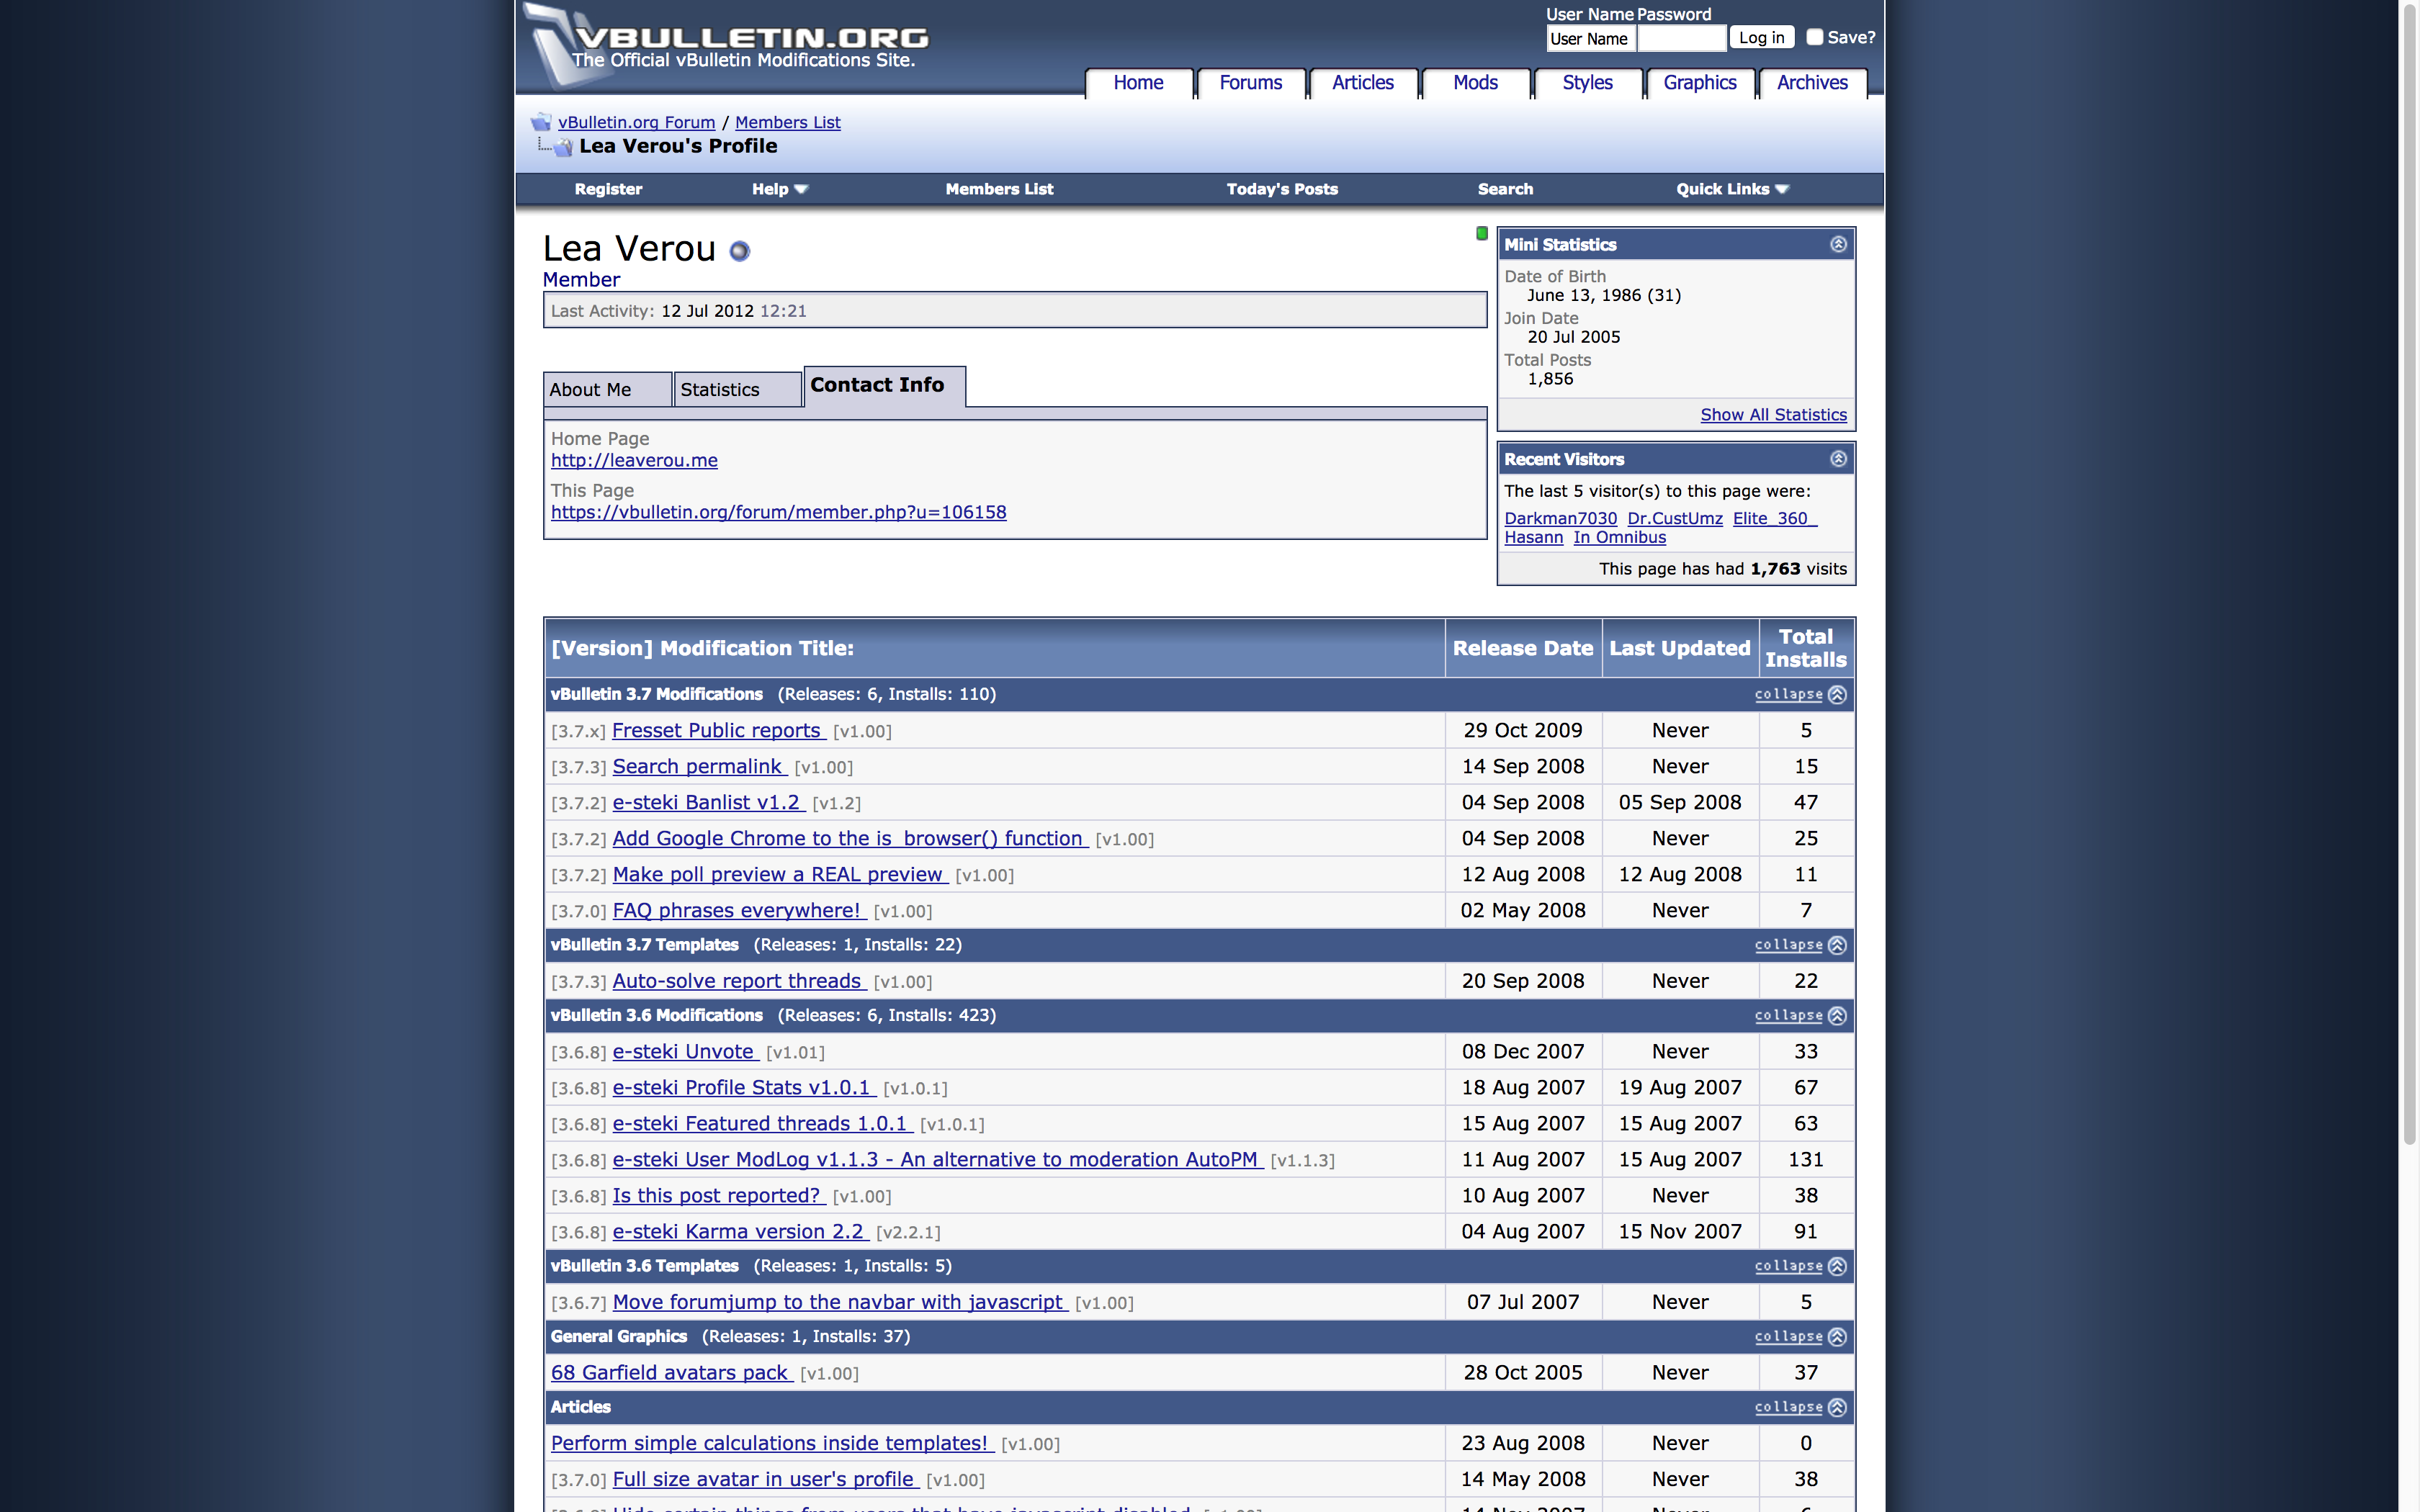 VBULLETIN.ORG
The Official vBulletin Modifications Site.
User Name Password
User Name Log in Save?
Home Forums Articles Mods Styles Graphics Archives
vBulletin.org Forum / Members List
Lea Verou's Profile
Register Help Members List Today's Posts Search Quick Links
Lea Verou
Member
Last Activity: 12 Jul 2012 12:21
About Me Statistics Contact Info
Home Page
http://leaverou.me
This Page
https://vbulletin.org/forum/member.php?u=106158
Mini Statistics
Date of Birth
June 13, 1986 (31)
Join Date
20 Jul 2005
Total Posts
1,856
Show All Statistics
Recent Visitors
The last 5 visitor(s) to this page were:
Darkman7030 Dr.CustUmz Elite_360_
Hasann In Omnibus
This page has had 1,763 visits
[Version] Modification Title: Release Date Last Updated Total Installs
vBulletin 3.7 Modifications (Releases: 6, Installs: 110) collapse
[3.7.x] Fresset Public reports [v1.00] 29 Oct 2009 Never 5
[3.7.3] Search permalink [v1.00] 14 Sep 2008 Never 15
[3.7.2] e-steki Banlist v1.2 [v1.2] 04 Sep 2008 05 Sep 2008 47
[3.7.2] Add Google Chrome to the is_browser() function [v1.00] 04 Sep 2008 Never 25
[3.7.2] Make poll preview a REAL preview [v1.00] 12 Aug 2008 12 Aug 2008 11
[3.7.0] FAQ phrases everywhere! [v1.00] 02 May 2008 Never 7
vBulletin 3.7 Templates (Releases: 1, Installs: 22) collapse
[3.7.3] Auto-solve report threads [v1.00] 20 Sep 2008 Never 22
vBulletin 3.6 Modifications (Releases: 6, Installs: 423) collapse
[3.6.8] e-steki Unvote [v1.01] 08 Dec 2007 Never 33
[3.6.8] e-steki Profile Stats v1.0.1 [v1.0.1] 18 Aug 2007 19 Aug 2007 67
[3.6.8] e-steki Featured threads 1.0.1 [v1.0.1] 15 Aug 2007 15 Aug 2007 63
[3.6.8] e-steki User ModLog v1.1.3 - An alternative to moderation AutoPM [v1.1.3] 11 Aug 2007 15 Aug 2007 131
[3.6.8] Is this post reported? [v1.00] 10 Aug 2007 Never 38
[3.6.8] e-steki Karma version 2.2 [v2.2.1] 04 Aug 2007 15 Nov 2007 91
vBulletin 3.6 Templates (Releases: 1, Installs: 5) collapse
[3.6.7] Move forumjump to the navbar with javascript [v1.00] 07 Jul 2007 Never 5
General Graphics (Releases: 1, Installs: 37) collapse
68 Garfield avatars pack [v1.00] 28 Oct 2005 Never 37
Articles collapse
Perform simple calculations inside templates! [v1.00] 23 Aug 2008 Never 0
[3.7.0] Full size avatar in user's profile [v1.00] 14 May 2008 Never 38
Hide certain things from users that have javascript disabled